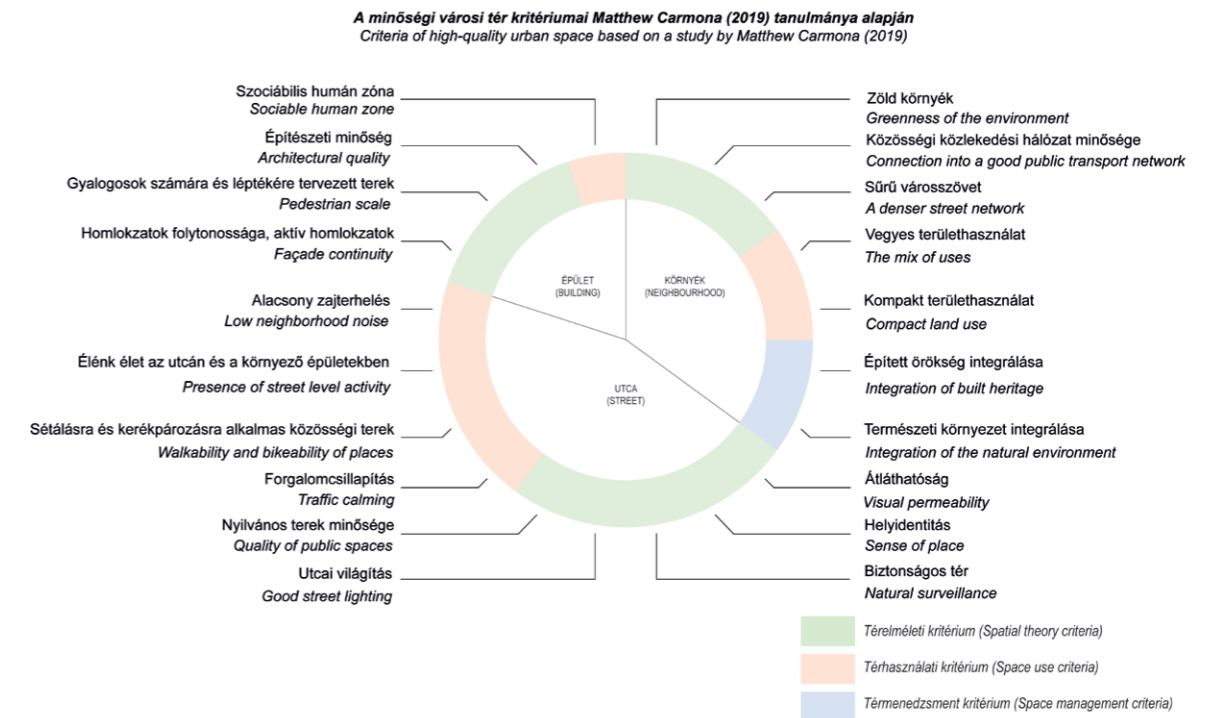 A minőségi városi tér kritériumai Matthew Carmona (2019) tanulmánya alapján
Criteria of high-quality urban space based on a study by Matthew Carmona (2019)
Szociábilis humán zóna
Sociable human zone
Építészeti minőség
Architectural quality
Gyalogosok számára és léptékére tervezett terek
Pedestrian scale
Homlokzatok folytonossága, aktív homlokzatok
Façade continuity
Alacsony zajterhelés
Low neighborhood noise
Élénk élet az utcán és a környező épületekben
Presence of street level activity
Sétálásra és kerékpározásra alkalmas közösségi terek
Walkability and bikeability of places
Forgalomcsillapítás
Traffic calming
Nyilvános terek minősége
Quality of public spaces
Utcai világítás
Good street lighting
ÉPÜLET
(BUILDING)
KÖRNYÉK
(NEIGHBOURHOOD)
UTCA
(STREET)
Zöld környék
Greenness of the environment
Közösségi közlekedési hálózat minősége
Connection into a good public transport network
Sűrű városszövet
A denser street network
Vegyes területhasználat
The mix of uses
Kompakt területhasználat
Compact land use
Épített örökség integrálása
Integration of built heritage
Természeti környezet integrálása
Integration of the natural environment
Átláthatóság
Visual permeability
Helyidentitás
Sense of place
Biztonságos tér
Natural surveillance
Térelméleti kritérium (Spatial theory criteria)
Térhasználati kritérium (Space use criteria)
Térmenedzsment kritérium (Space management criteria)